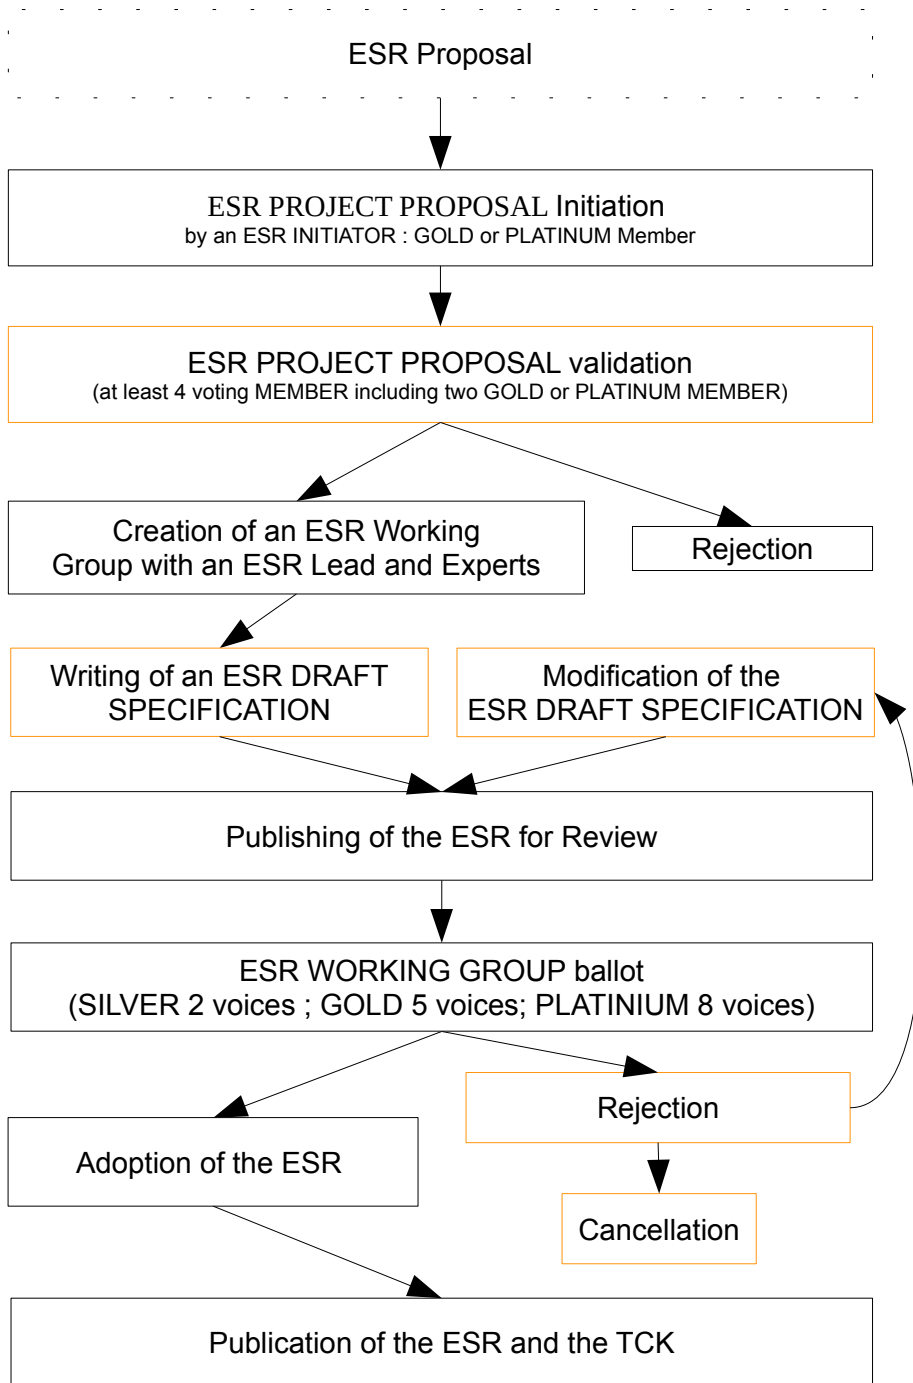 ESR Proposal
ESR PROJECT PROPOSAL Initiation
by an ESR INITIATOR : GOLD or PLATINUM Member
ESR PROJECT PROPOSAL validation
(at least 4 voting MEMBER including two GOLD or PLATINUM MEMBER)
Creation of an ESR Working
Group with an ESR Lead and Experts
Rejection
Writing of an ESR DRAFT
SPECIFICATION
Modification of the
ESR DRAFT SPECIFICATION
Publishing of the ESR for Review
ESR WORKING GROUP ballot
(SILVER 2 voices ; GOLD 5 voices; PLATINIUM 8 voices)
Rejection
Adoption of the ESR
Cancellation
Publication of the ESR and the TCK